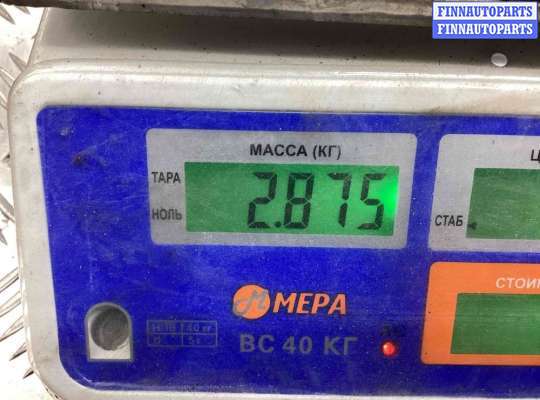 FINNAUTOPARTS
FINNAUTOPARTS
МАССА (КГ)
ТАРА
НОЛЬ
2.875
Ц
СТАБ
СТОИ
МЕРА
ВС 40 КГ